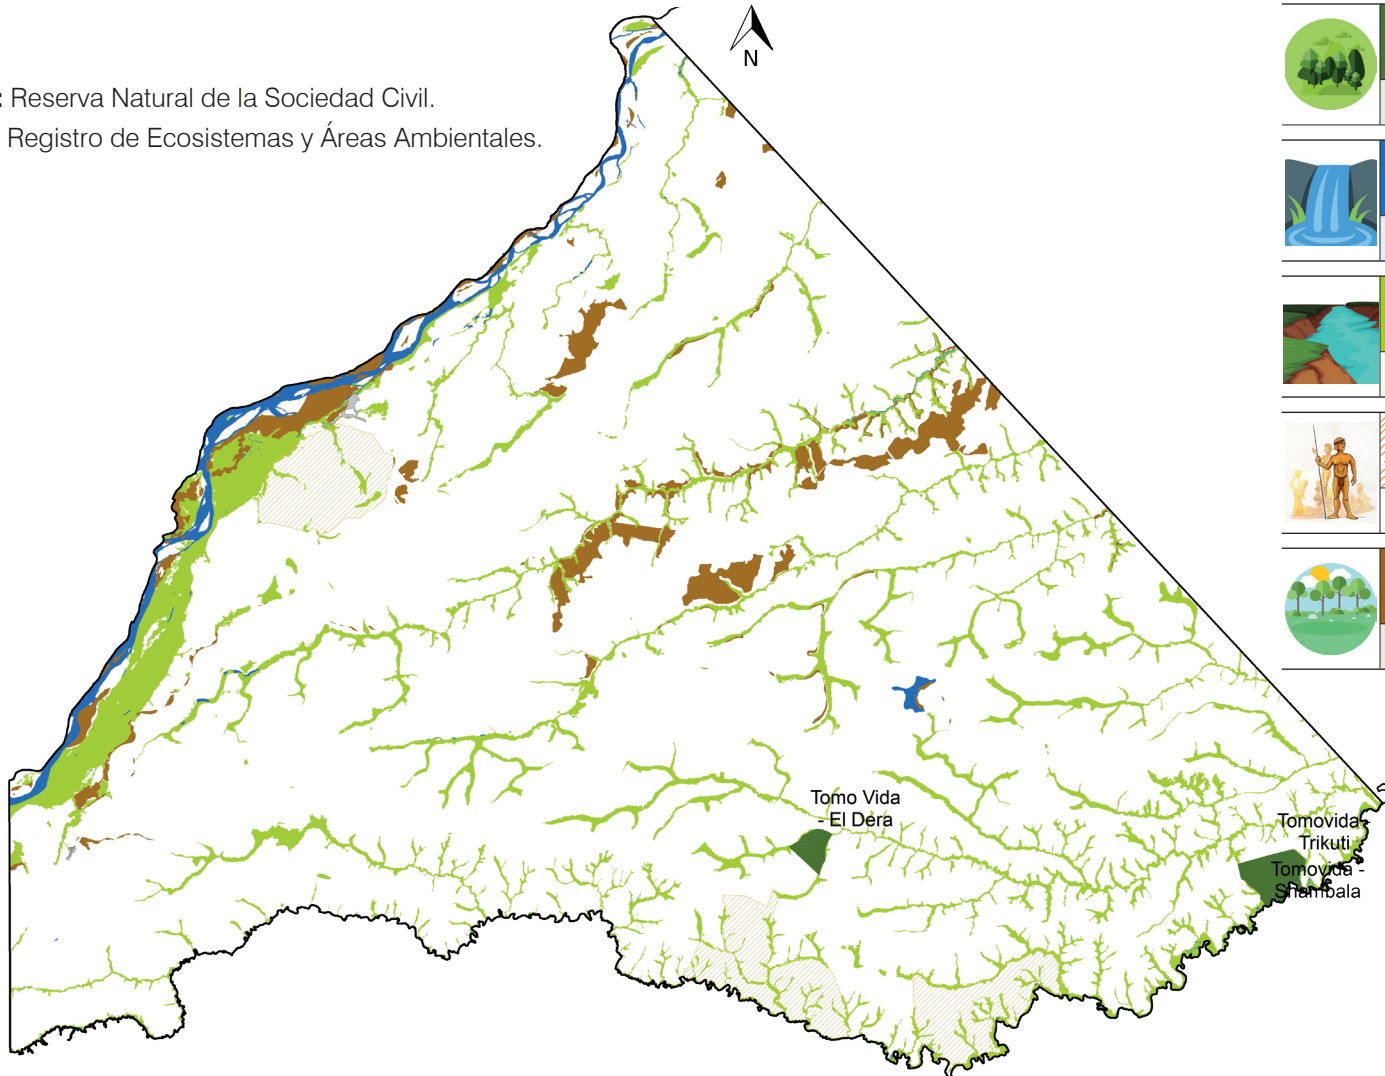 : Reserva Natural de la Sociedad Civil.
Registro de Ecosistemas y Áreas Ambientales.
N
Tomo Vida
- El Dera
Tomovida-
Trikuti
Tomovida -
Shambala